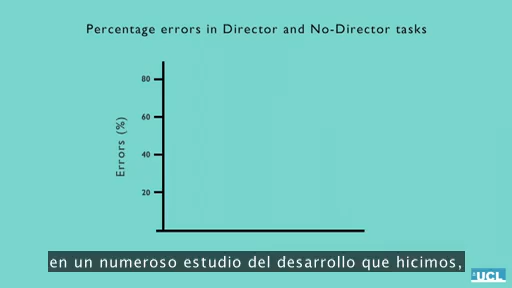 Percentage errors in Director and No-Director tasks
80
60
40
20
Errors (%)
en un numeroso estudio del desarrollo que hicimos,
UCL